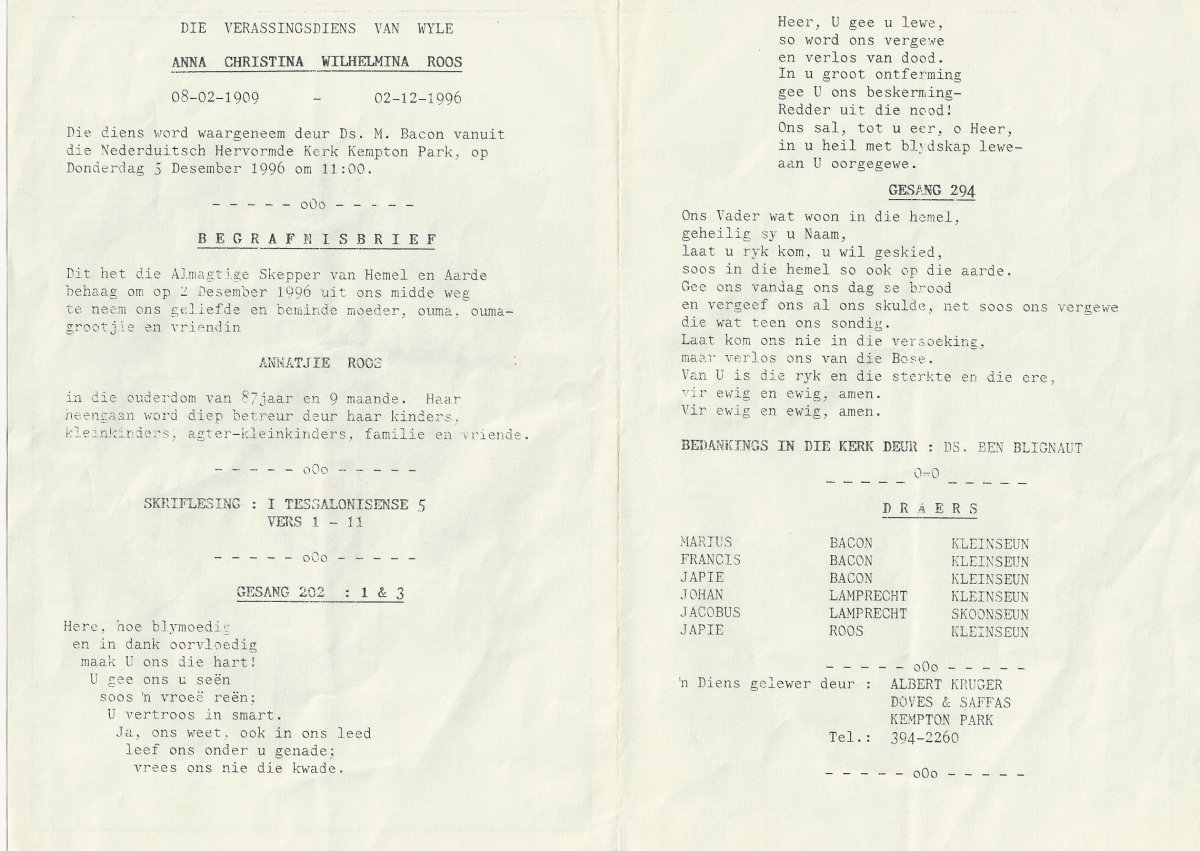 DIE VERASSINGSDIENS VAN WYLE
ANNA CHRISTINA WILHELMINA ROOS
08-02-1909 - 02-12-1996
Die diens word waargeneem deur Ds. M. Bacon vanuit
die Nederduitsch Hervormde Kerk Kempton Park, op
Donderdag 5 Desember 1996 om 11:00.
- - - - - oOo - - - - -
B E G R A F N I S B R I E F
Dit het die Almagtige Skepper van Hemel en Aarde
behaag om op 2 Desember 1996 uit ons midde weg
te neem ons geliefde en beminde moeder, ouma, ouma-
grootjie en vriendin
ANNATJIE ROOS
in die ouderdom van 87jaar en 9 maande. Haar
heengaan word diep betreur deur haar kinders,
kleinkinders, agter-kleinkinders, familie en vriende.
- - - - - oOo - - - - -
SKRIFLESING : I TESSALONISENSE 5
VERS 1 - 11
- - - - - oOo - - - - -
GESANG 202 : 1 & 3
Here, hoe blymoedig
en in dank oorvloedig
maak U ons die hart!
U gee ons u seën
soos 'n vroeë reën;
U vertroos in smart.
Ja, ons weet, ook in ons leed
leef ons onder u genade;
vrees ons nie die kwade.
Heer, U gee u lewe,
so word ons vergewe
en verlos van dood.
In u groot ontferming
gee U ons beskerming-
Redder uit die nood!
Ons sal, tot u eer, o Heer,
in u heil met blydskap lewe-
aan U oorgegewe.
GESANG 294
Ons Vader wat woon in die hemel,
geheilig sy u Naam,
laat u ryk kom, u wil geskied,
soos in die hemel so ook op die aarde.
Gee ons vandag ons dag se brood
en vergeef ons al ons skulde, net soos ons vergewe
die wat teen ons sondig.
Laat kom ons nie in die versoeking,
maar verlos ons van die Bose.
Van U is die ryk en die sterkte en die ere,
vir ewig en ewig, amen.
Vir ewig en ewig, amen.
BEDANKINGS IN DIE KERK DEUR : DS. BEN BLIGNAUT
- - - - - O=O - - - - -
D R A E R S
MARIUS BACON KLEINSEUN
FRANCIS BACON KLEINSEUN
JAPIE BACON KLEINSEUN
JOHAN LAMPRECHT KLEINSEUN
JACOBUS LAMPRECHT SKOONSEUN
JAPIE ROOS KLEINSEUN
- - - - - oOo - - - - -
'n Diens gelewer deur : ALBERT KRUGER
DOVES & SAFFAS
KEMPTON PARK
Tel.: 394-2260
- - - - - oOo - - - - -